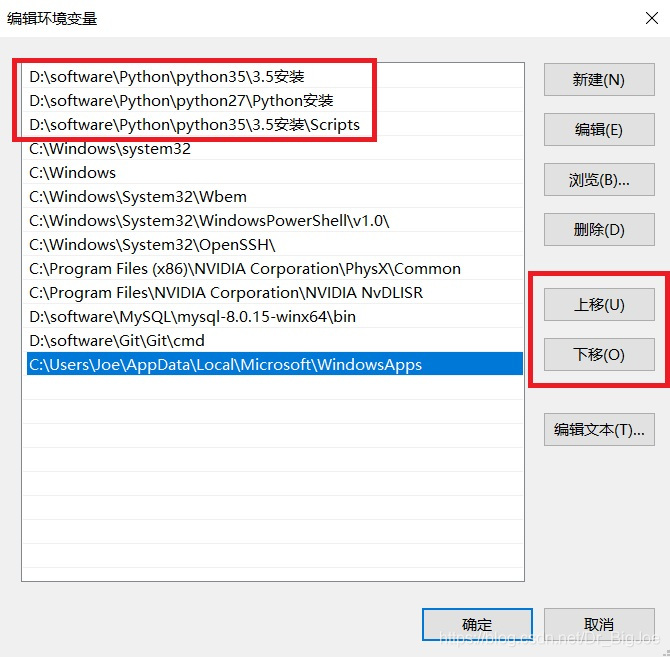 编辑环境变量
D:\software\Python\python35\3.5安装
D:\software\Python\python27\Python安装
D:\software\Python\python35\3.5安装\Scripts
C:\Windows\system32
C:\Windows
C:\Windows\System32\Wbem
C:\Windows\System32\WindowsPowerShell\v1.0\
C:\Windows\System32\OpenSSH\
C:\Program Files (x86)\NVIDIA Corporation\PhysX\Common
C:\Program Files\NVIDIA Corporation\NVIDIA NvDLISR
D:\software\MySQL\mysql-8.0.15-winx64\bin
D:\software\Git\Git\cmd
C:\Users\Joe\AppData\Local\Microsoft\WindowsApps
新建(N)
编辑(E)
浏览(B)...
删除(D)
上移(U)
下移(O)
编辑文本(T)...
确定
取消
https://blog.csdn.net/Dr_BigJoe